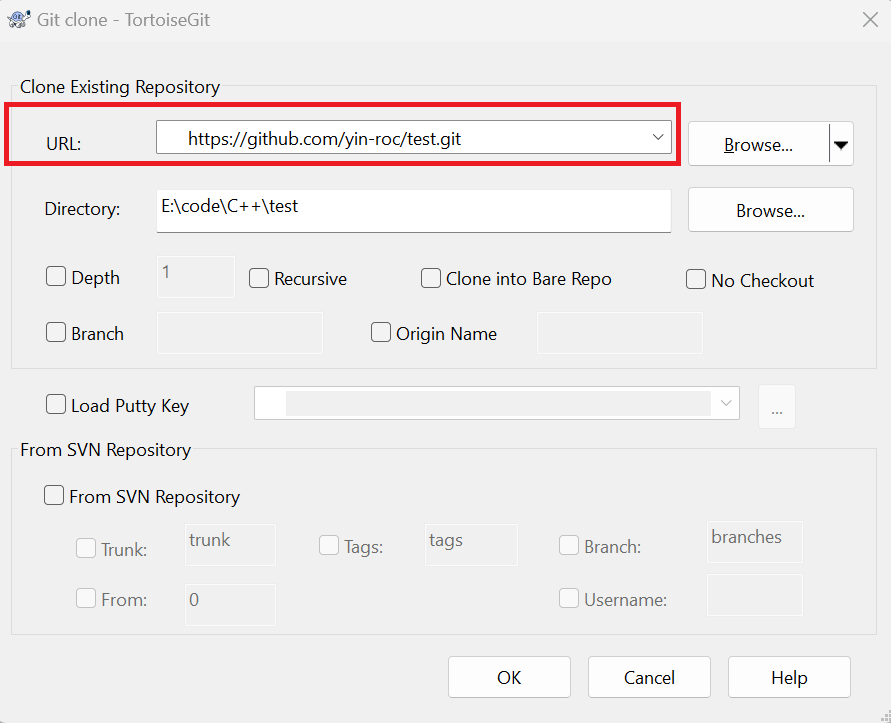 Git clone - TortoiseGit
Clone Existing Repository
URL: https://github.com/yin-roc/test.git Browse...
Directory: E:\code\C++\test Browse...
Depth 1 Recursive Clone into Bare Repo No Checkout
Branch Origin Name
Load Putty Key ...
From SVN Repository
From SVN Repository
Trunk: trunk Tags: tags Branch: branches
From: 0 Username:
OK Cancel Help